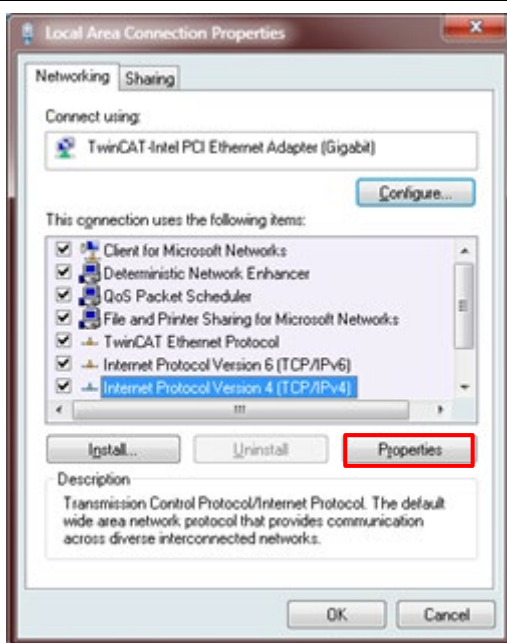 Local Area Connection Properties
Networking
Sharing
Connect using:
TwinCAT-Intel PCI Ethernet Adapter (Gigabit)
Configure...
This connection uses the following items:
Client for Microsoft Networks
Deterministic Network Enhancer
QoS Packet Scheduler
File and Printer Sharing for Microsoft Networks
TwinCAT Ethernet Protocol
Internet Protocol Version 6 (TCP/IPv6)
Internet Protocol Version 4 (TCP/IPv4)
Install...
Uninstall
Properties
Description
Transmission Control Protocol/Internet Protocol. The default
wide area network protocol that provides communication
across diverse interconnected networks.
OK
Cancel